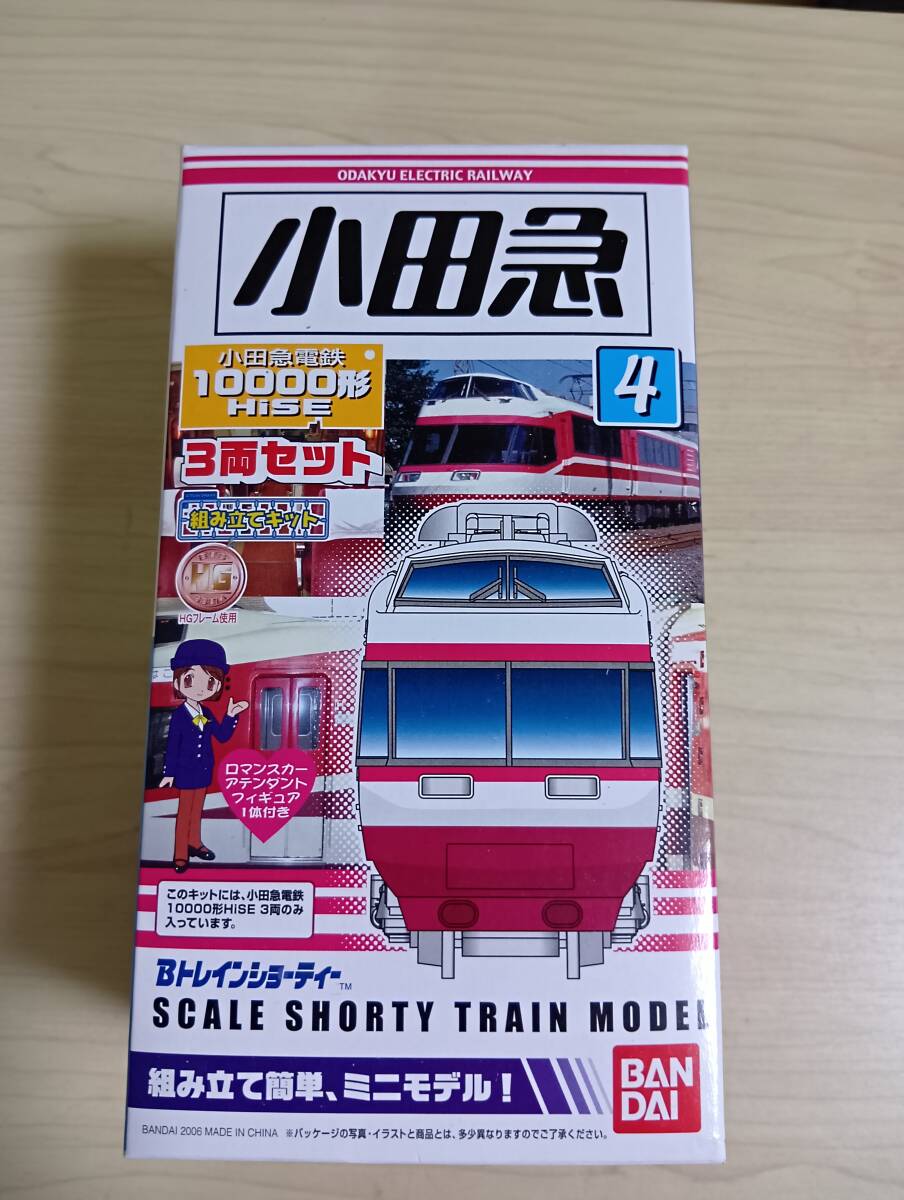 ODAKYU ELECTRIC RAILWAY
小田急
小田急電鉄
10000形
HiSE
4
3両セット
組み立てキット
HG
HGフレーム使用
ロマンスカー
アテンダント
フィギュア
1体付き
このキットには、小田急電鉄
10000形HiSE 3両のみ
入っています。
Bトレインショーティー™
SCALE SHORTY TRAIN MODEL
組み立て簡単、ミニモデル!
BAN
DAI
BANDAI 2006 MADE IN CHINA ※パッケージの写真・イラストと商品とは、多少異なりますのでご了承ください。